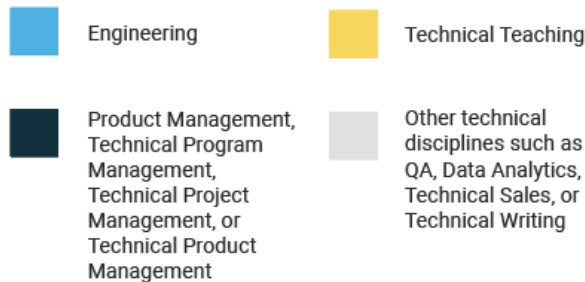 Engineering
Technical Teaching
Product Management,
Technical Program
Management,
Technical Project
Management, or
Technical Product
Management
Other technical
disciplines such as
QA, Data Analytics,
Technical Sales, or
Technical Writing